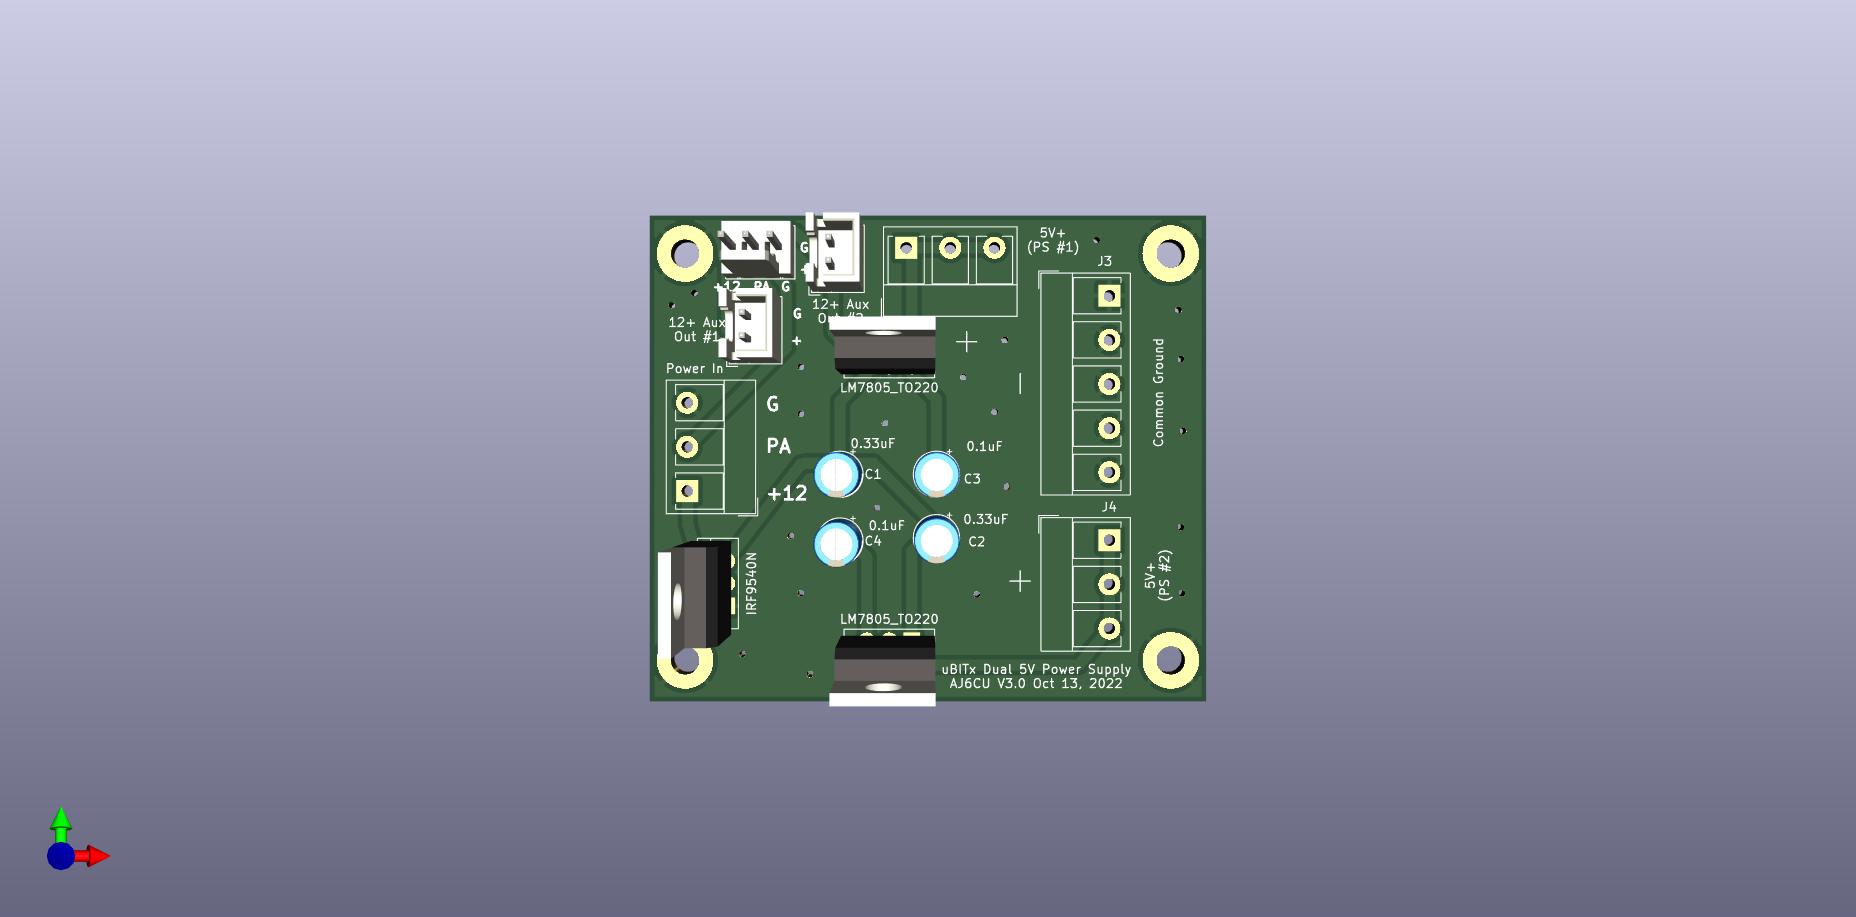 5V+
(PS #1)
G
+
J3
+12 PA G
12+ Aux
Out #2
12+ Aux
Out #1
G
+
+
Power In
LM7805_TO220
G
PA
+12
Common Ground
0.33uF
C1
0.1uF
C3
0.1uF
C4
0.33uF
C2
J4
IRF9540N
+
5V+
(PS #2)
LM7805_TO220
uBITx Dual 5V Power Supply
AJ6CU V3.0 Oct 13, 2022